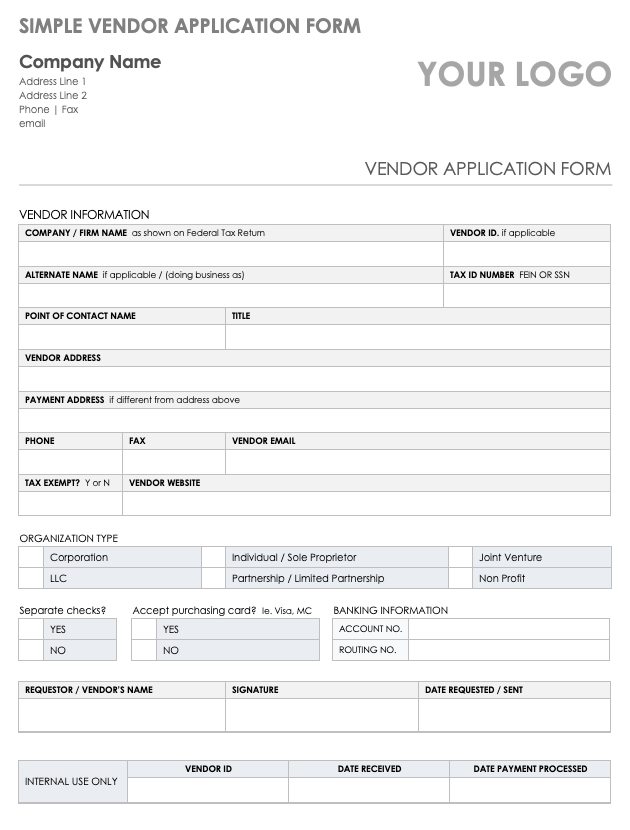 SIMPLE VENDOR APPLICATION FORM
Company Name
YOUR LOGO
Address Line 1
Address Line 2
Phone | Fax
email
VENDOR APPLICATION FORM
VENDOR INFORMATION
COMPANY / FIRM NAME as shown on Federal Tax Return
VENDOR ID. if applicable
ALTERNATE NAME if applicable / (doing business as)
TAX ID NUMBER FEIN OR SSN
POINT OF CONTACT NAME
TITLE
VENDOR ADDRESS
PAYMENT ADDRESS if different from address above
PHONE
FAX
VENDOR EMAIL
TAX EXEMPT? Y or N
VENDOR WEBSITE
ORGANIZATION TYPE
Corporation
Individual / Sole Proprietor
Joint Venture
LLC
Partnership / Limited Partnership
Non Profit
Separate checks?
Accept purchasing card? Ie. Visa, MC
BANKING INFORMATION
YES
YES
ACCOUNT NO.
NO
NO
ROUTING NO.
REQUESTOR / VENDOR'S NAME
SIGNATURE
DATE REQUESTED / SENT
INTERNAL USE ONLY
VENDOR ID
DATE RECEIVED
DATE PAYMENT PROCESSED